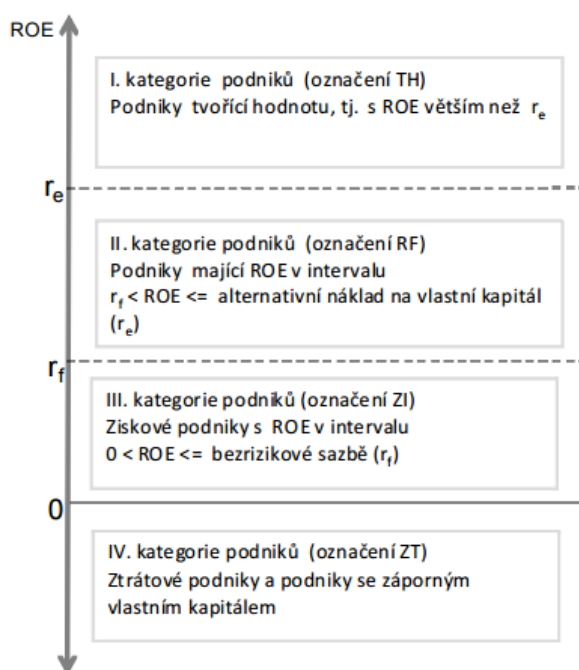 ROE
I. kategorie podniků (označení TH)
Podniky tvořící hodnotu, tj. s ROE větším než re
re
II. kategorie podniků (označení RF)
Podniky mající ROE v intervalu
rf < ROE <= alternativní náklad na vlastní kapitál
(re)
rf
III. kategorie podniků (označení ZI)
Ziskové podniky s ROE v intervalu
0 < ROE <= bezrizikové sazbě (rf)
0
IV. kategorie podniků (označení ZT)
Ztrátové podniky a podniky se záporným
vlastním kapitálem